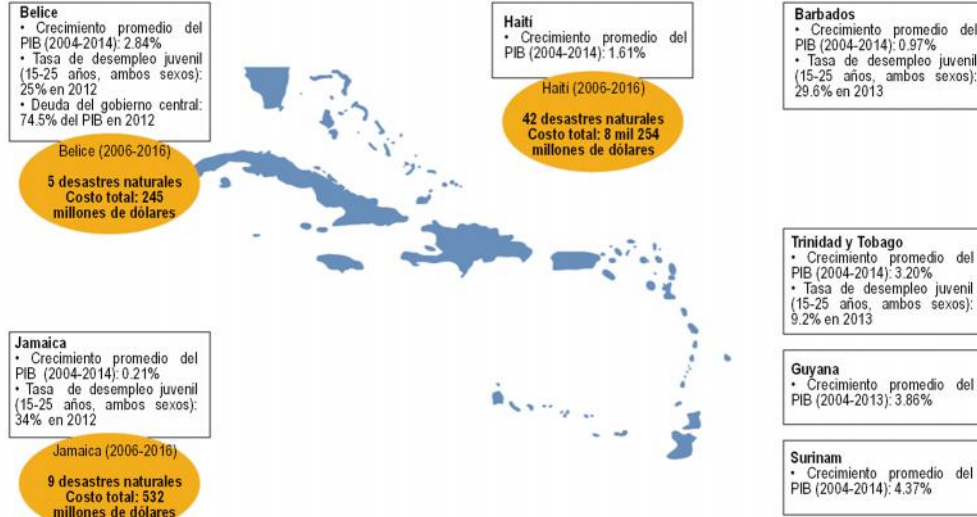 Belice
• Crecimiento promedio del
PIB (2004-2014): 2.84%
• Tasa de desempleo juvenil
(15-25 años, ambos sexos):
25% en 2012
• Deuda del gobierno central:
74.5% del PIB en 2012
Belice (2006-2016)
5 desastres naturales
Costo total: 245
millones de dólares
Haití
• Crecimiento promedio del
PIB (2004-2014): 1.61%
Haití (2006-2016)
42 desastres naturales
Costo total: 8 mil 254
millones de dólares
Barbados
• Crecimiento promedio del
PIB (2004-2014): 0.97%
• Tasa de desempleo juvenil
(15-25 años, ambos sexos):
29.6% en 2013
Trinidad y Tobago
• Crecimiento promedio del
PIB (2004-2014): 3.20%
• Tasa de desempleo juvenil
(15-25 años, ambos sexos):
9.2% en 2013
Jamaica
• Crecimiento promedio del
PIB (2004-2014): 0.21%
• Tasa de desempleo juvenil
(15-25 años, ambos sexos):
34% en 2012
Jamaica (2006-2016)
9 desastres naturales
Costo total: 532
millones de dólares
Guyana
• Crecimiento promedio del
PIB (2004-2013): 3.86%
Surinam
• Crecimiento promedio del
PIB (2004-2014): 4.37%